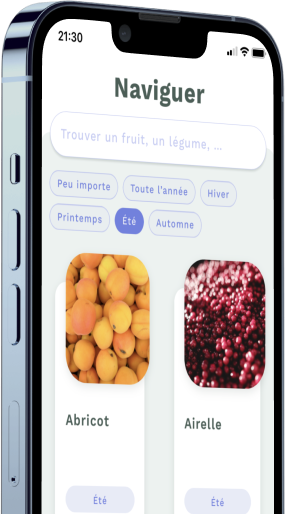 21:30
Naviguer
Trouver un fruit, un légume, ...
Peu importe Toute l'année Hiver
Printemps Été Automne
Abricot Airelle
Été Été